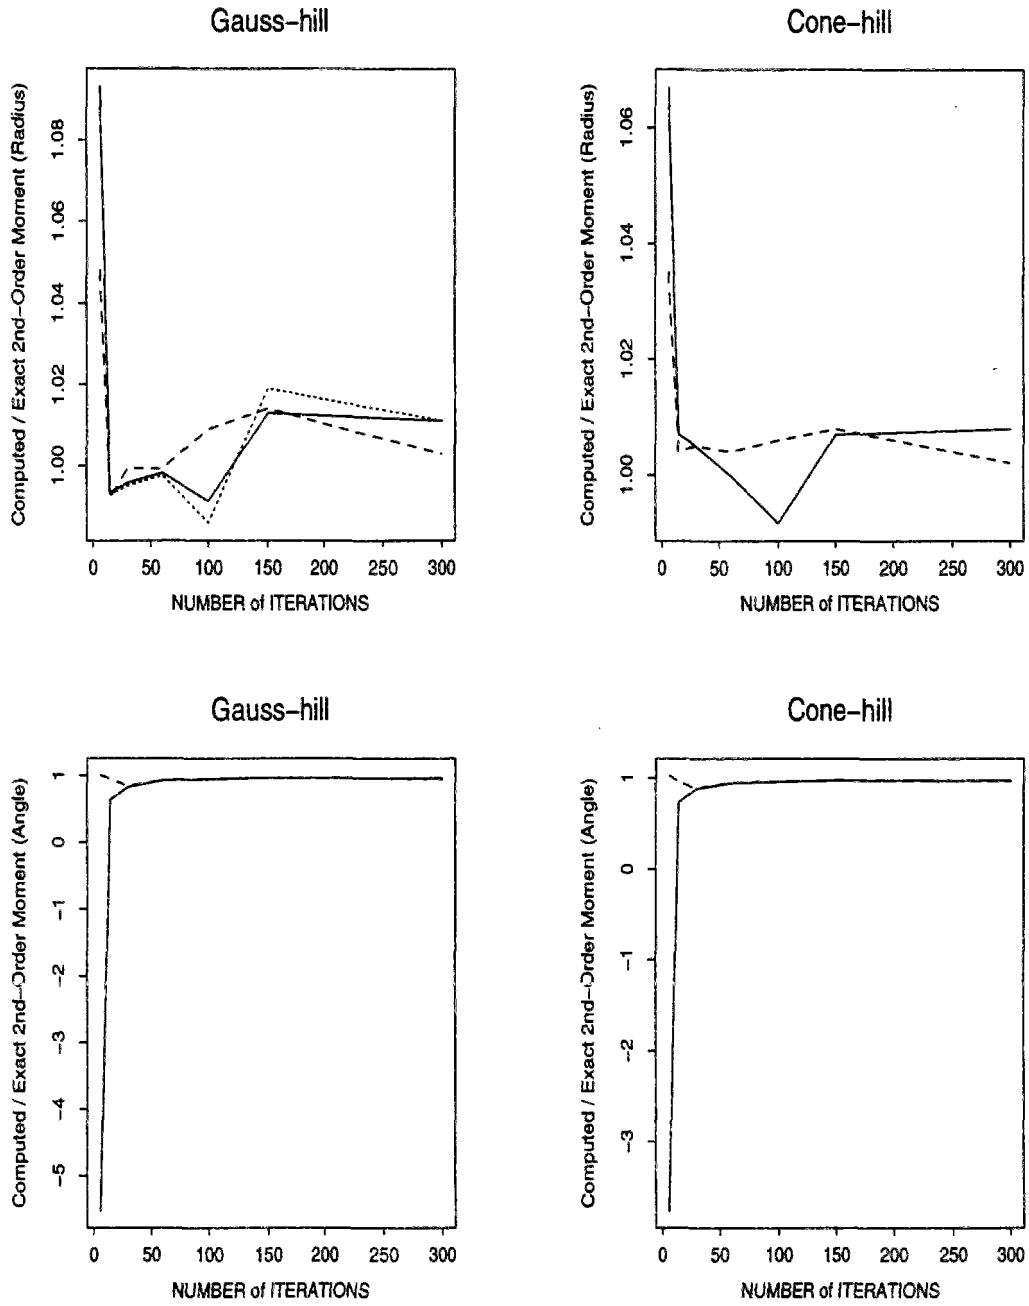 Gauss–hill
Computed / Exact 2nd–Order Moment (Radius)
1.08
1.06
1.04
1.02
1.00
0 50 100 150 200 250 300
NUMBER of ITERATIONS
Cone–hill
Computed / Exact 2nd–Order Moment (Radius)
1.06
1.04
1.02
1.00
0 50 100 150 200 250 300
NUMBER of ITERATIONS
Gauss–hill
Computed / Exact 2nd–Order Moment (Angle)
1
0
–1
–2
–3
–4
–5
0 50 100 150 200 250 300
NUMBER of ITERATIONS
Cone–hill
Computed / Exact 2nd–Order Moment (Angle)
1
0
–1
–2
–3
0 50 100 150 200 250 300
NUMBER of ITERATIONS